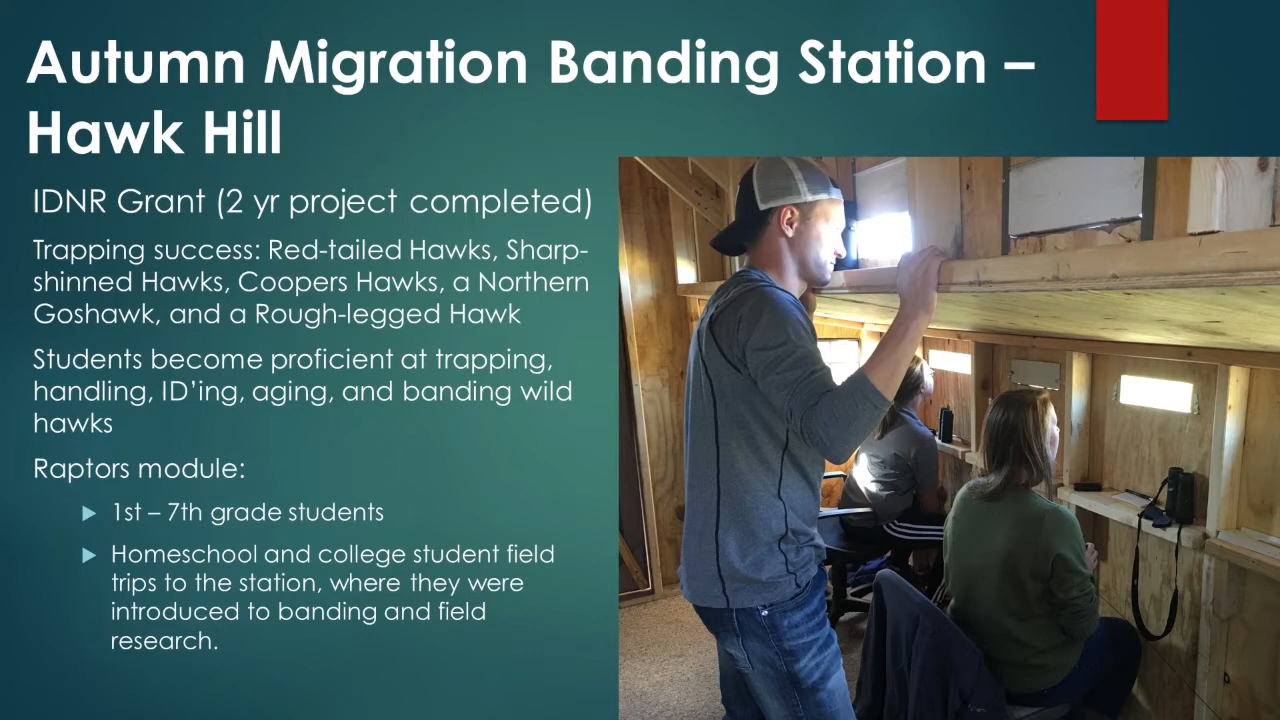 Autumn Migration Banding Station –
Hawk Hill
IDNR Grant (2 yr project completed)
Trapping success: Red-tailed Hawks, Sharp-
shinned Hawks, Coopers Hawks, a Northern
Goshawk, and a Rough-legged Hawk
Students become proficient at trapping,
handling, ID’ing, aging, and banding wild
hawks
Raptors module:
1st – 7th grade students
Homeschool and college student field
trips to the station, where they were
introduced to banding and field
research.